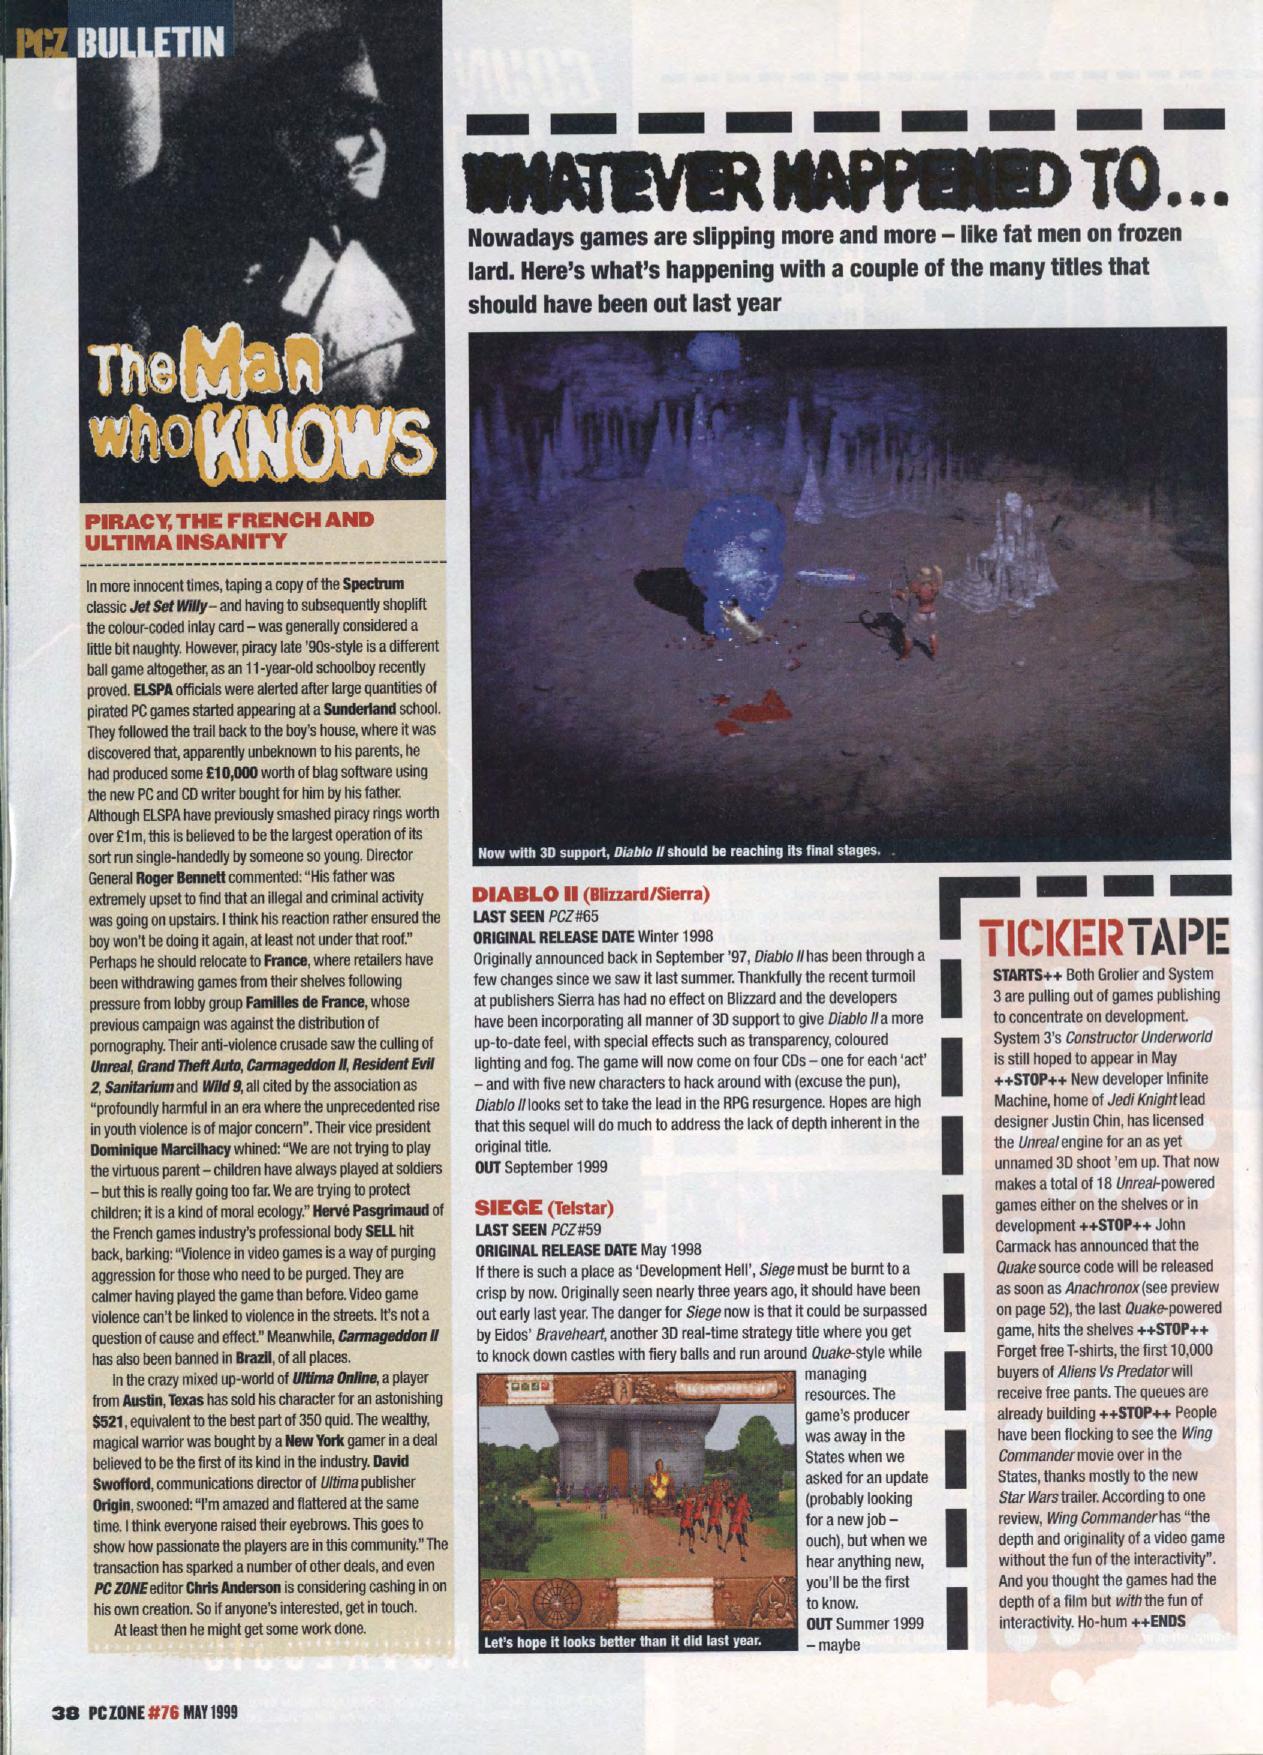 PCZ BULLETIN
The Man
who KNOWS
PIRACY, THE FRENCH AND
ULTIMA INSANITY
In more innocent times, taping a copy of the Spectrum
classic Jet Set Willy – and having to subsequently shoplift
the colour-coded inlay card – was generally considered a
little bit naughty. However, piracy late '90s-style is a different
ball game altogether, as an 11-year-old schoolboy recently
proved. ELSPA officials were alerted after large quantities of
pirated PC games started appearing at a Sunderland school.
They followed the trail back to the boy's house, where it was
discovered that, apparently unbeknown to his parents, he
had produced some £10,000 worth of blag software using
the new PC and CD writer bought for him by his father.
Although ELSPA have previously smashed piracy rings worth
over £1m, this is believed to be the largest operation of its
sort run single-handedly by someone so young. Director
General Roger Bennett commented: "His father was
extremely upset to find that an illegal and criminal activity
was going on upstairs. I think his reaction rather ensured the
boy won't be doing it again, at least not under that roof."
Perhaps he should relocate to France, where retailers have
been withdrawing games from their shelves following
pressure from lobby group Familles de France, whose
previous campaign was against the distribution of
pornography. Their anti-violence crusade saw the culling of
Unreal, Grand Theft Auto, Carmageddon II, Resident Evil
2, Sanitarium and Wild 9, all cited by the association as
"profoundly harmful in an era where the unprecedented rise
in youth violence is of major concern". Their vice president
Dominique Marcilhacy whined: "We are not trying to play
the virtuous parent – children have always played at soldiers
– but this is really going too far. We are trying to protect
children; it is a kind of moral ecology." Hervé Pasgrimaud of
the French games industry's professional body SELL hit
back, barking: "Violence in video games is a way of purging
aggression for those who need to be purged. They are
calmer having played the game than before. Video game
violence can't be linked to violence in the streets. It's not a
question of cause and effect." Meanwhile, Carmageddon II
has also been banned in Brazil, of all places.
In the crazy mixed up-world of Ultima Online, a player
from Austin, Texas has sold his character for an astonishing
$521, equivalent to the best part of 350 quid. The wealthy,
magical warrior was bought by a New York gamer in a deal
believed to be the first of its kind in the industry. David
Swofford, communications director of Ultima publisher
Origin, swooned: "I'm amazed and flattered at the same
time. I think everyone raised their eyebrows. This goes to
show how passionate the players are in this community." The
transaction has sparked a number of other deals, and even
PC ZONE editor Chris Anderson is considering cashing in on
his own creation. So if anyone's interested, get in touch.
At least then he might get some work done.
WHATEVER HAPPENED TO...
Nowadays games are slipping more and more – like fat men on frozen
lard. Here's what's happening with a couple of the many titles that
should have been out last year
Now with 3D support, Diablo II should be reaching its final stages.
DIABLO II (Blizzard/Sierra)
LAST SEEN PCZ #65
ORIGINAL RELEASE DATE Winter 1998
Originally announced back in September '97, Diablo II has been through a
few changes since we saw it last summer. Thankfully the recent turmoil
at publishers Sierra has had no effect on Blizzard and the developers
have been incorporating all manner of 3D support to give Diablo II a more
up-to-date feel, with special effects such as transparency, coloured
lighting and fog. The game will now come on four CDs – one for each 'act'
– and with five new characters to hack around with (excuse the pun),
Diablo II looks set to take the lead in the RPG resurgence. Hopes are high
that this sequel will do much to address the lack of depth inherent in the
original title.
OUT September 1999
SIEGE (Telstar)
LAST SEEN PCZ #59
ORIGINAL RELEASE DATE May 1998
If there is such a place as 'Development Hell', Siege must be burnt to a
crisp by now. Originally seen nearly three years ago, it should have been
out early last year. The danger for Siege now is that it could be surpassed
by Eidos' Braveheart, another 3D real-time strategy title where you get
to knock down castles with fiery balls and run around Quake-style while
managing
resources. The
game's producer
was away in the
States when we
asked for an update
(probably looking
for a new job –
ouch), but when we
hear anything new,
you'll be the first
to know.
OUT Summer 1999
– maybe
Let's hope it looks better than it did last year.
TICKERTAPE
STARTS++ Both Grolier and System
3 are pulling out of games publishing
to concentrate on development.
System 3's Constructor Underworld
is still hoped to appear in May
++STOP++ New developer Infinite
Machine, home of Jedi Knight lead
designer Justin Chin, has licensed
the Unreal engine for an as yet
unnamed 3D shoot 'em up. That now
makes a total of 18 Unreal-powered
games either on the shelves or in
development ++STOP++ John
Carmack has announced that the
Quake source code will be released
as soon as Anachronox (see preview
on page 52), the last Quake-powered
game, hits the shelves ++STOP++
Forget free T-shirts, the first 10,000
buyers of Aliens Vs Predator will
receive free pants. The queues are
already building ++STOP++ People
have been flocking to see the Wing
Commander movie over in the
States, thanks mostly to the new
Star Wars trailer. According to one
review, Wing Commander has "the
depth and originality of a video game
without the fun of the interactivity".
And you thought the games had the
depth of a film but with the fun of
interactivity. Ho-hum ++ENDS
38 PC ZONE #76 MAY 1999